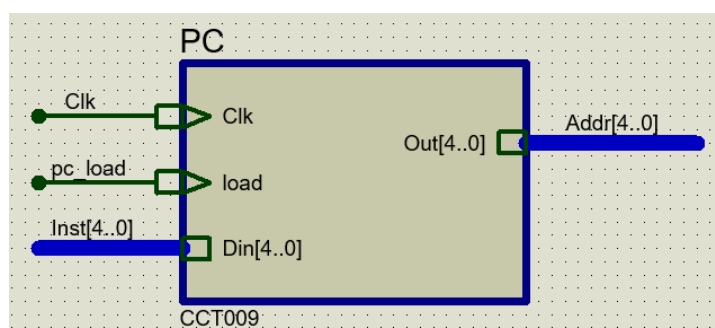 PC
Clk
Clk
Out[4..0]
Addr[4..0]
pc_load
load
Inst[4..0]
Din[4..0]
CCT009